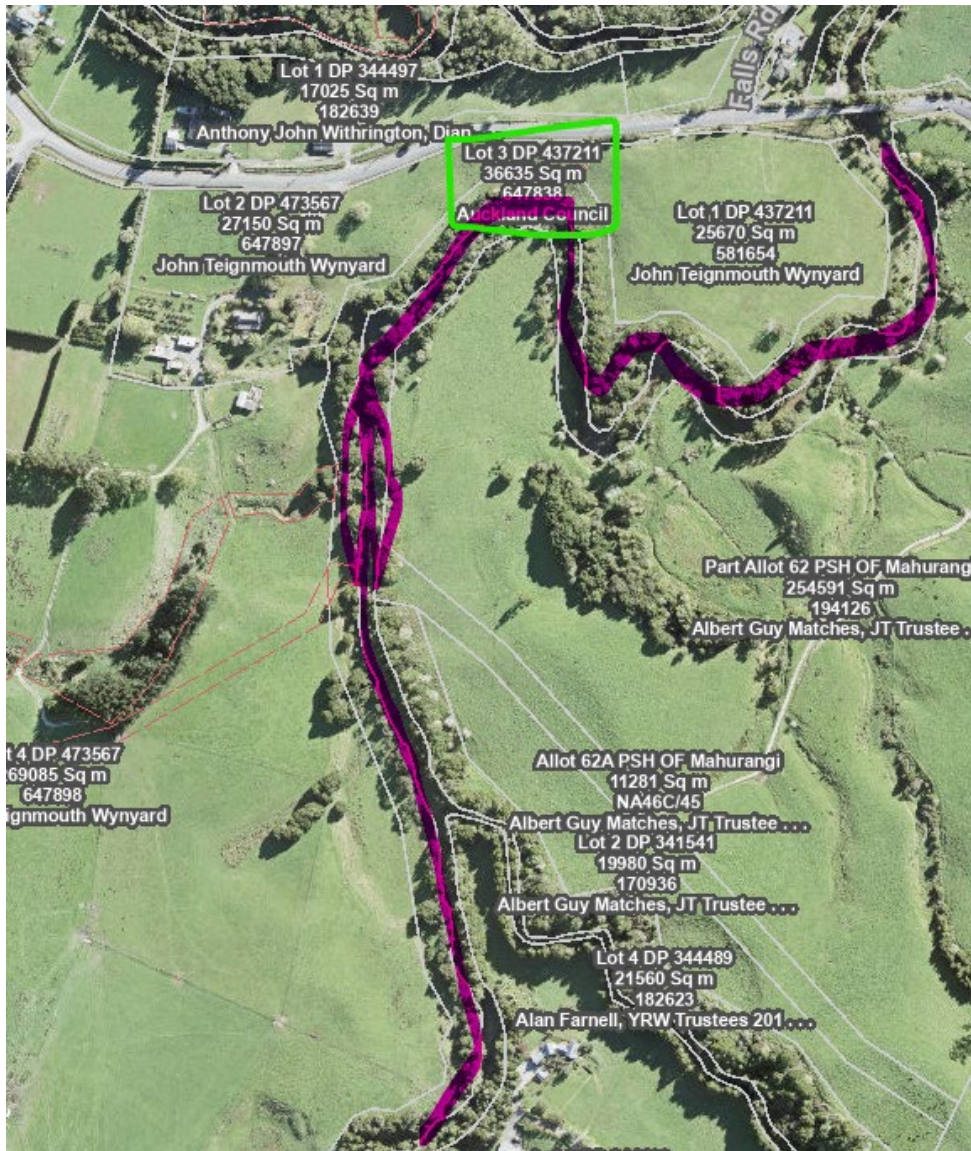 Falls Rd
Lot 1 DP 344497
17025 Sq m
182639
Anthony John Withrington, Dian
Lot 3 DP 437211
36635 Sq m
647838
Auckland Council
Lot 2 DP 473567
27150 Sq m
647897
John Teignmouth Wynyard
Lot 1 DP 437211
25670 Sq m
581654
John Teignmouth Wynyard
Part Allot 62 PSH OF Mahurang
254591 Sq m
194126
Albert Guy Matches, JT Trustee .
t 4 DP 473567
269085 Sq m
647898
ignmouth Wynyard
Allot 62A PSH OF Mahurangi
11281 Sq m
NA46C/45
Albert Guy Matches, JT Trustee . . .
Lot 2 DP 341541
19980 Sq m
170936
Albert Guy Matches, JT Trustee . . .
Lot 4 DP 344489
21560 Sq m
182623
Alan Farnell, YRW Trustees 201 . . .